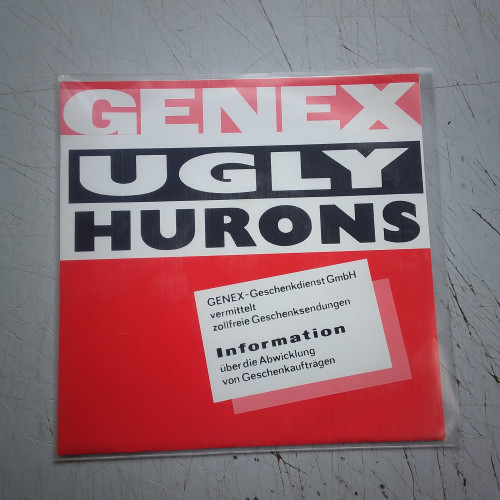 GENEX
UGLY
HURONS
GENEX-Geschenkdienst GmbH
vermittelt
zollfreie Geschenksendungen
Information
über die Abwicklung
von Geschenkaufträgen